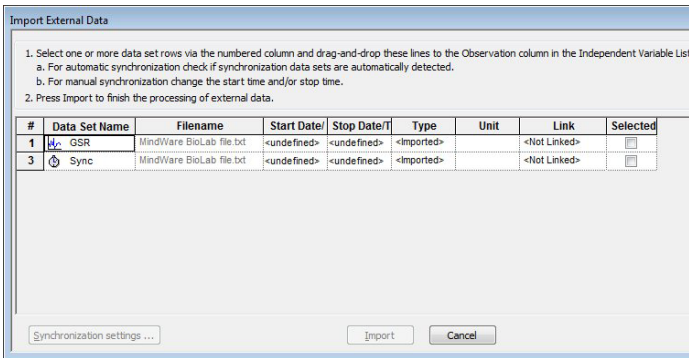 Import External Data
1. Select one or more data set rows via the numbered column and drag-and-drop these lines to the Observation column in the Independent Variable List
a. For automatic synchronization check if synchronization data sets are automatically detected.
b. For manual synchronization change the start time and/or stop time.
2. Press Import to finish the processing of external data.
# Data Set Name Filename Start Date/ Stop Date/T Type Unit Link Selected
1 GSR MindWare BioLab file.txt <undefined> <undefined> <Imported> <Not Linked>
3 Sync MindWare BioLab file.txt <undefined> <undefined> <Imported> <Not Linked>
Synchronization settings ... Import Cancel